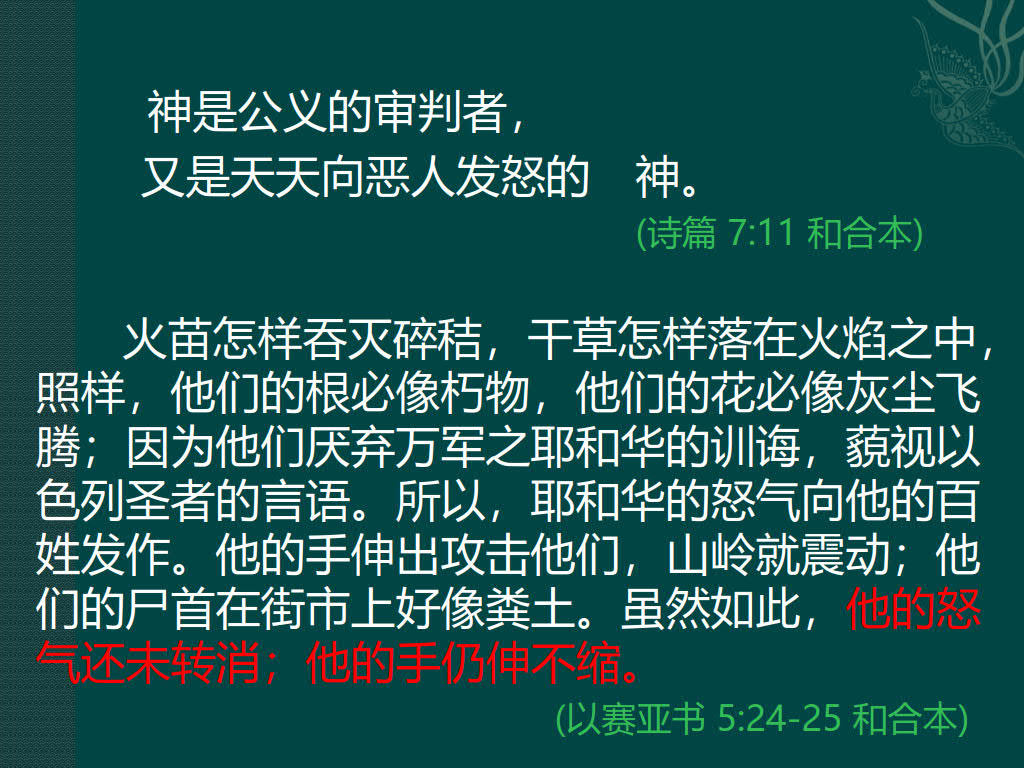 神是公义的审判者，
又是天天向恶人发怒的　神。
(诗篇 7:11 和合本)
火苗怎样吞灭碎秸，干草怎样落在火焰之中，
照样，他们的根必像朽物，他们的花必像灰尘飞
腾；因为他们厌弃万军之耶和华的训诲，藐视以
色列圣者的言语。所以，耶和华的怒气向他的百
姓发作。他的手伸出攻击他们，山岭就震动；他
们的尸首在街市上好像粪土。虽然如此，他的怒
气还未转消；他的手仍伸不缩。
(以赛亚书 5:24-25 和合本)